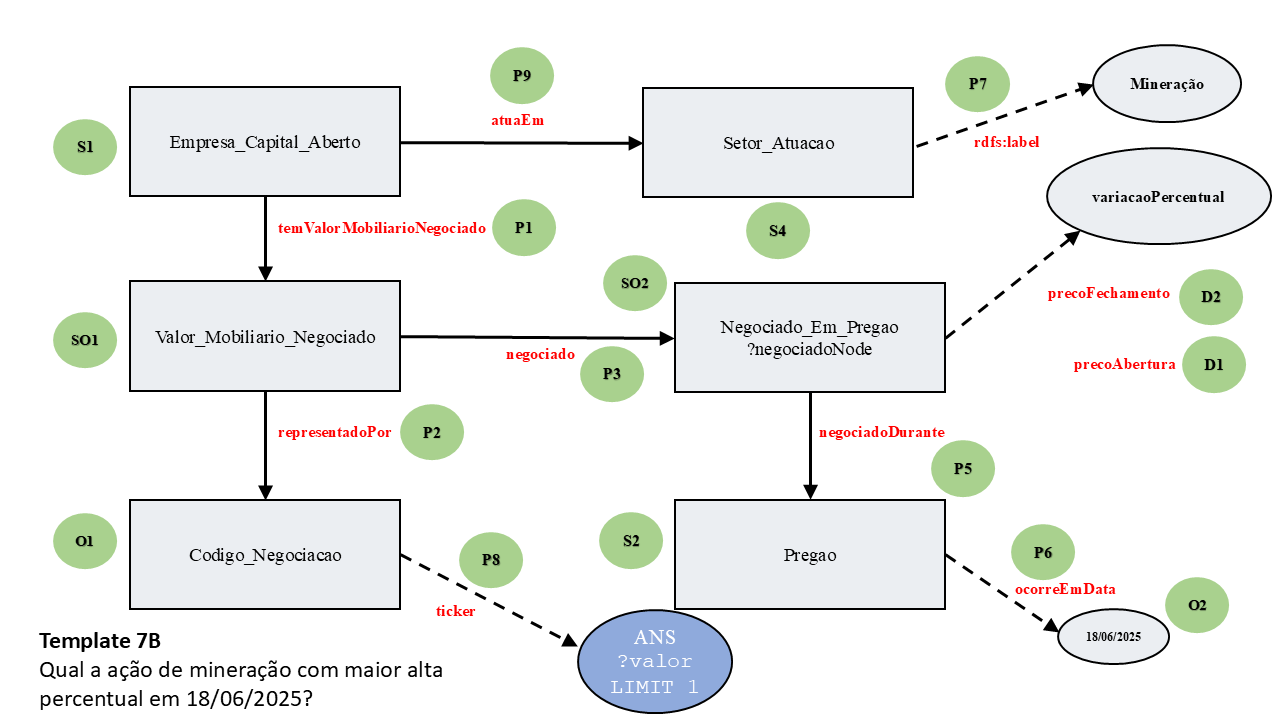 P9
P7
Mineração
atuaEm
S1
Empresa_Capital_Aberto
Setor_Atuacao
rdfs:label
variacaoPercentual
temValorMobiliarioNegociado
P1
S4
SO2
precoFechamento
D2
SO1
Valor_Mobiliario_Negociado
Negociado_Em_Pregao
?negociadoNode
negociado
P3
precoAbertura
D1
representadoPor
P2
negociadoDurante
P5
O1
Codigo_Negociacao
P8
S2
Pregao
P6
ocorreEmData
ticker
O2
18/06/2025
ANS
?valor
LIMIT 1
Template 7B
Qual a ação de mineração com maior alta
percentual em 18/06/2025?